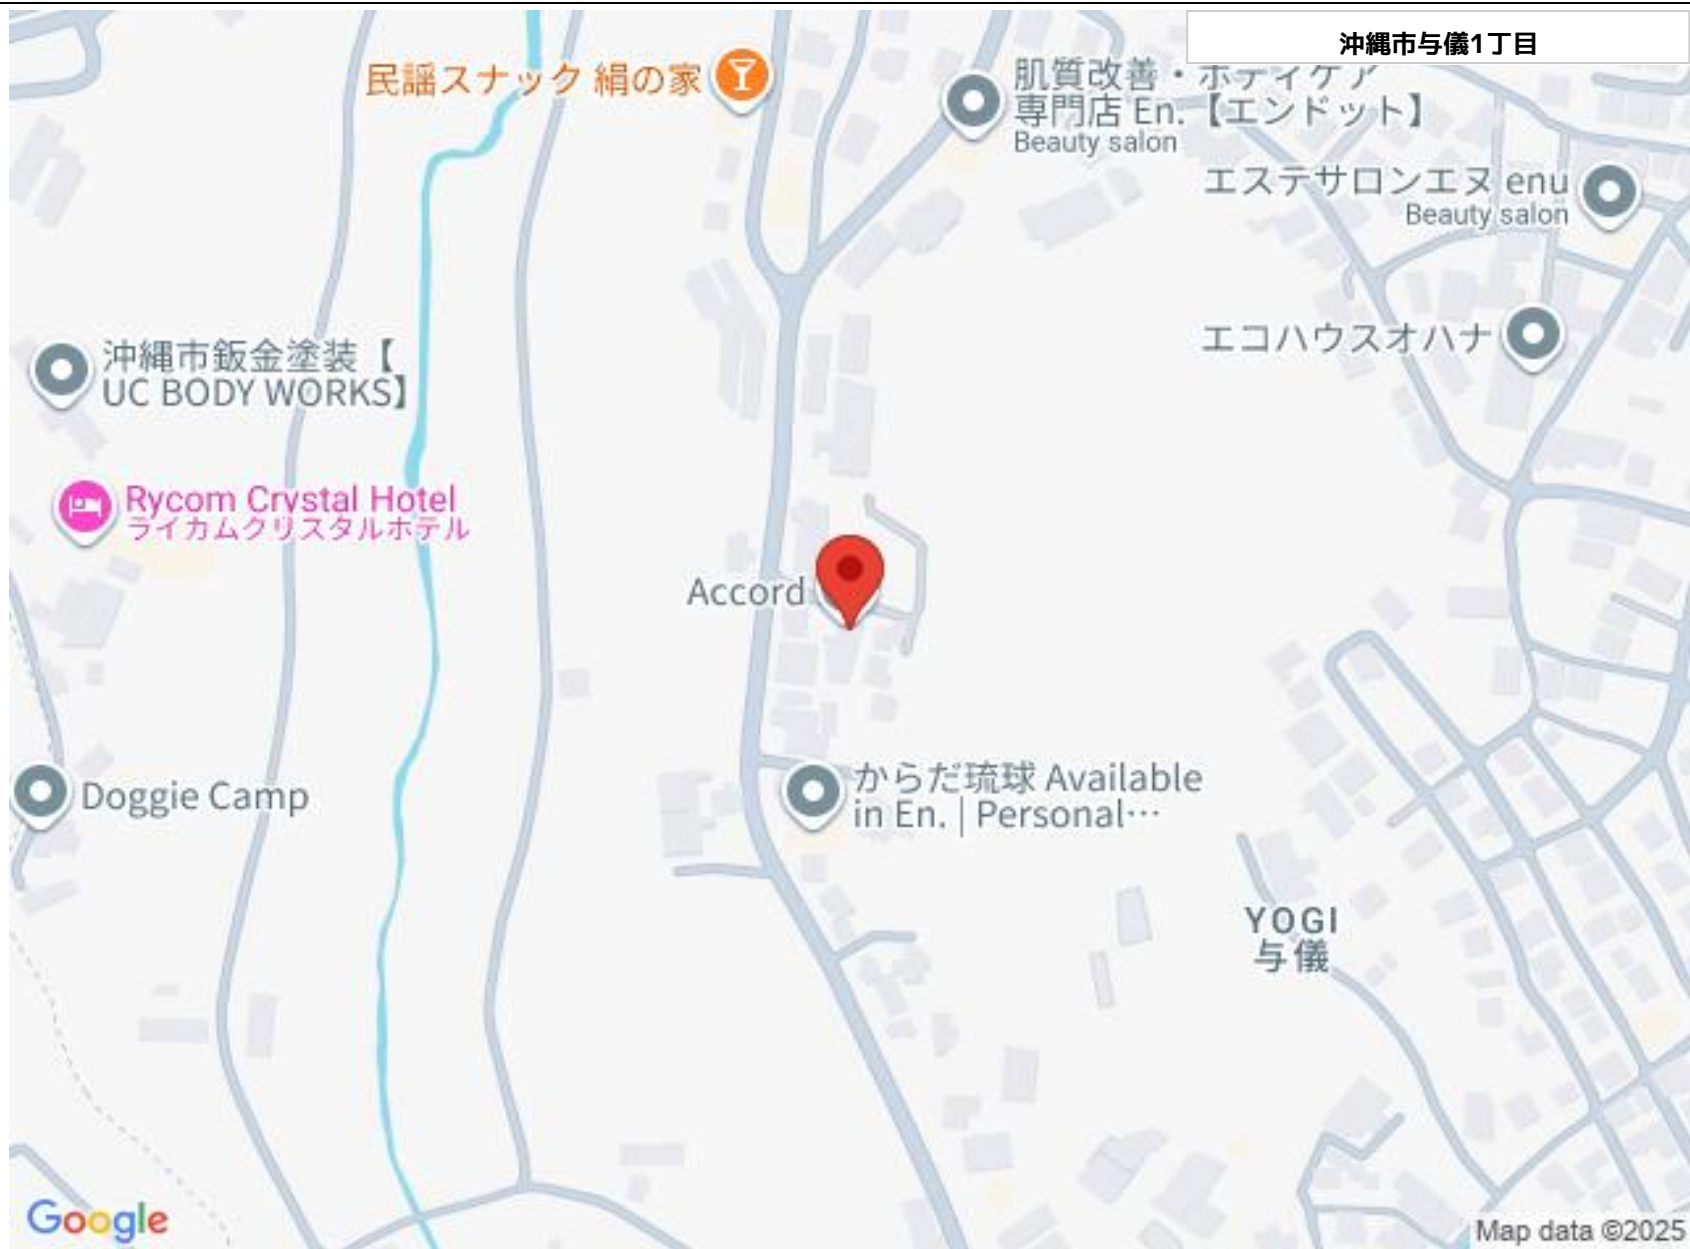 沖縄市与儀1丁目
民謡スナック 絹の家
肌質改善・ボディケア
専門店 En.【エンドット】
Beauty salon
エステサロンエヌ enu
Beauty salon
エコハウスオハナ
沖縄市鈑金塗装【
UC BODY WORKS】
Rycom Crystal Hotel
ライカムクリスタルホテル
Accord
Doggie Camp
からだ琉球 Available
in En. | Personal…
YOGI
与儀
Google
Map data ©2025